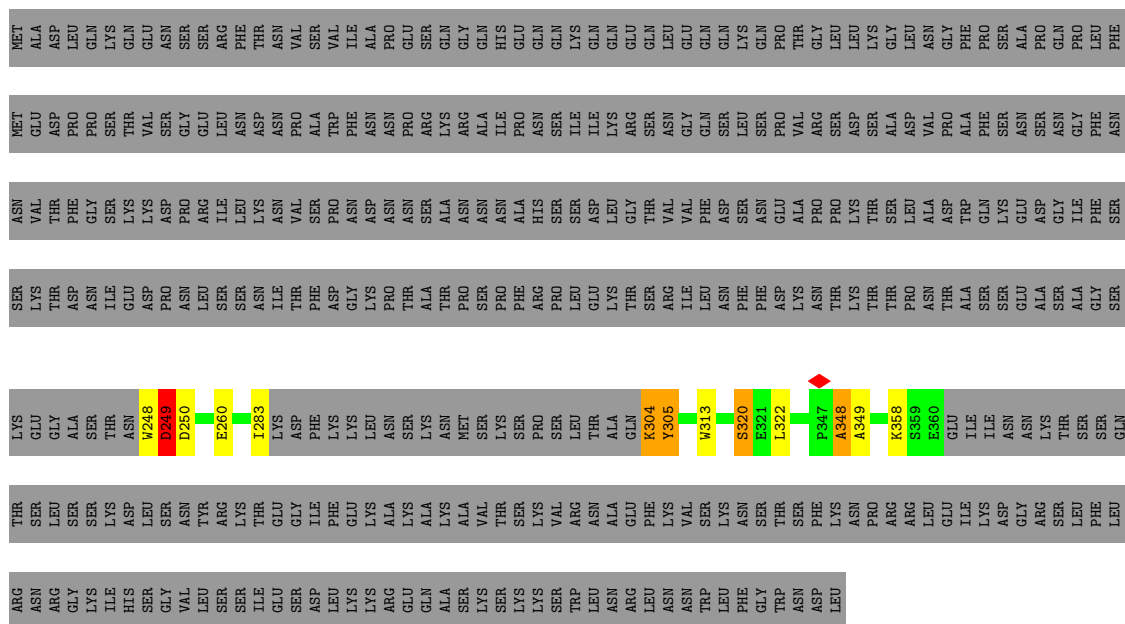 MET ALA ASP LEU GLN LYS GLN GLU ASN SER SER ARG PHE THR ASN VAL SER VAL ILE ALA PRO GLU SER GLN GLY GLN HIS GLU GLN GLN LYS GLN GLN GLU GLN LEU GLU GLN GLN LYS GLN PRO THR GLY LEU LEU LYS GLY LEU ASN GLY PHE PRO SER ALA PRO GLN PRO LEU PHE
MET GLU ASP PRO PRO SER THR VAL SER GLY GLU LEU ASN ASP ASN PRO ALA TRP PHE ASN ASN PRO ARG LYS ARG ALA ILE PRO ASN SER ILE ILE LYS ARG SER ASN GLY GLN SER LEU SER PRO VAL ARG SER ASP SER ALA ASP VAL PRO ALA PHE SER ASN SER ASN GLY PHE ASN
ASN VAL THR PHE GLY SER LYS LYS ASP PRO ARG ILE LEU LYS ASN VAL SER PRO ASN ASP ASN ASN SER ALA ASN ASN ASN ALA HIS SER SER ASP LEU GLY THR VAL VAL PHE ASP SER ASN GLU ALA PRO PRO LYS THR SER LEU ALA ASP TRP GLN LYS GLU ASP GLY ILE PHE SER
SER LYS THR ASP ASN ILE GLU ASP PRO ASN LEU SER SER ASN ILE THR PHE ASP GLY LYS PRO THR ALA THR PRO SER PRO PHE ARG PRO LEU GLU LYS THR SER ARG ILE LEU ASN PHE PHE ASP LYS ASN THR LYS THR THR PRO ASN THR ALA SER SER GLU ALA SER ALA GLY SER
LYS GLU GLY ALA SER THR ASN W248 D249 D250 E260 I283 LYS ASP PHE LYS LYS LEU ASN SER LYS ASN MET SER LYS SER PRO SER LEU THR ALA GLN K304 Y305 W313 S320 E321 L322 P347 A348 A349 K358 S359 E360 GLU ILE ILE ASN ASN LYS THR SER SER GLN
THR SER LEU SER SER LYS ASP LEU SER ASN TYR ARG LYS THR GLU GLY ILE PHE GLU LYS ALA LYS ALA LYS ALA VAL THR SER LYS VAL ARG ASN ALA GLU PHE LYS VAL SER LYS ASN SER THR SER PHE LYS ASN PRO ARG ARG LEU GLU ILE LYS ASP GLY ARG SER LEU PHE LEU
ARG ASN ARG GLY LYS ILE HIS SER GLY VAL LEU SER SER ILE GLU SER ASP LEU LYS LYS ARG GLU GLN ALA SER LYS SER LYS LYS SER TRP LEU ASN ARG LEU ASN ASN TRP LEU PHE GLY TRP ASN ASP LEU